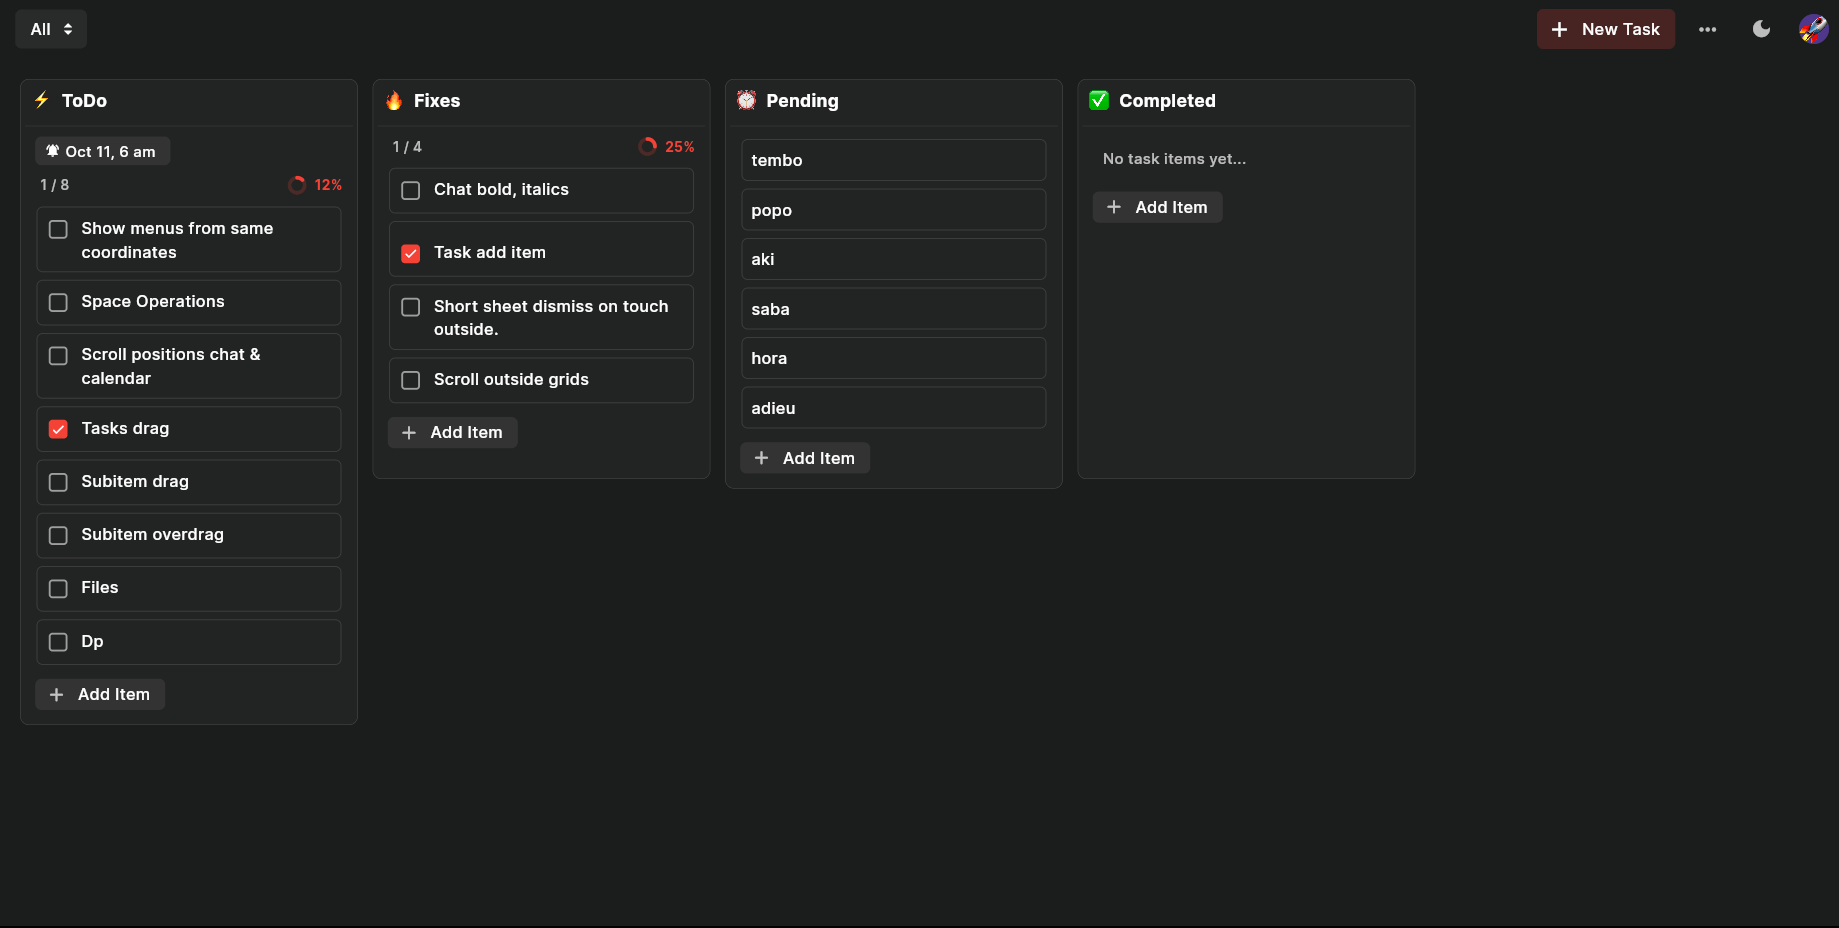 All
New Task
ToDo
Oct 11, 6 am
1 / 8
12%
Show menus from same
coordinates
Space Operations
Scroll positions chat &
calendar
Tasks drag
Subitem drag
Subitem overdrag
Files
Dp
Add Item
Fixes
1 / 4
25%
Chat bold, italics
Task add item
Short sheet dismiss on touch
outside.
Scroll outside grids
Add Item
Pending
tembo
popo
aki
saba
hora
adieu
Add Item
Completed
No task items yet...
Add Item